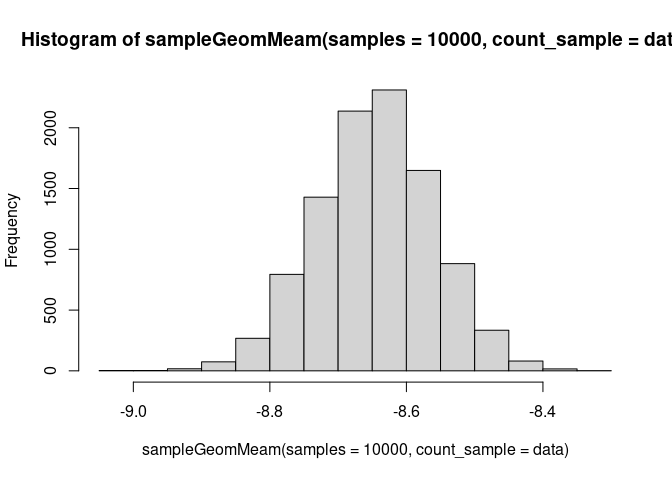 Histogram of sampleGeomMeam(samples = 10000, count_sample = dat
Frequency
2000
1500
1000
500
0
-9.0 -8.8 -8.6 -8.4
sampleGeomMeam(samples = 10000, count_sample = data)